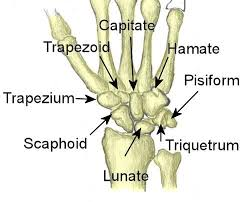 Capitate
Trapezoid
Hamate
Pisiform
Trapezium
Scaphoid
Triquetrum
Lunate